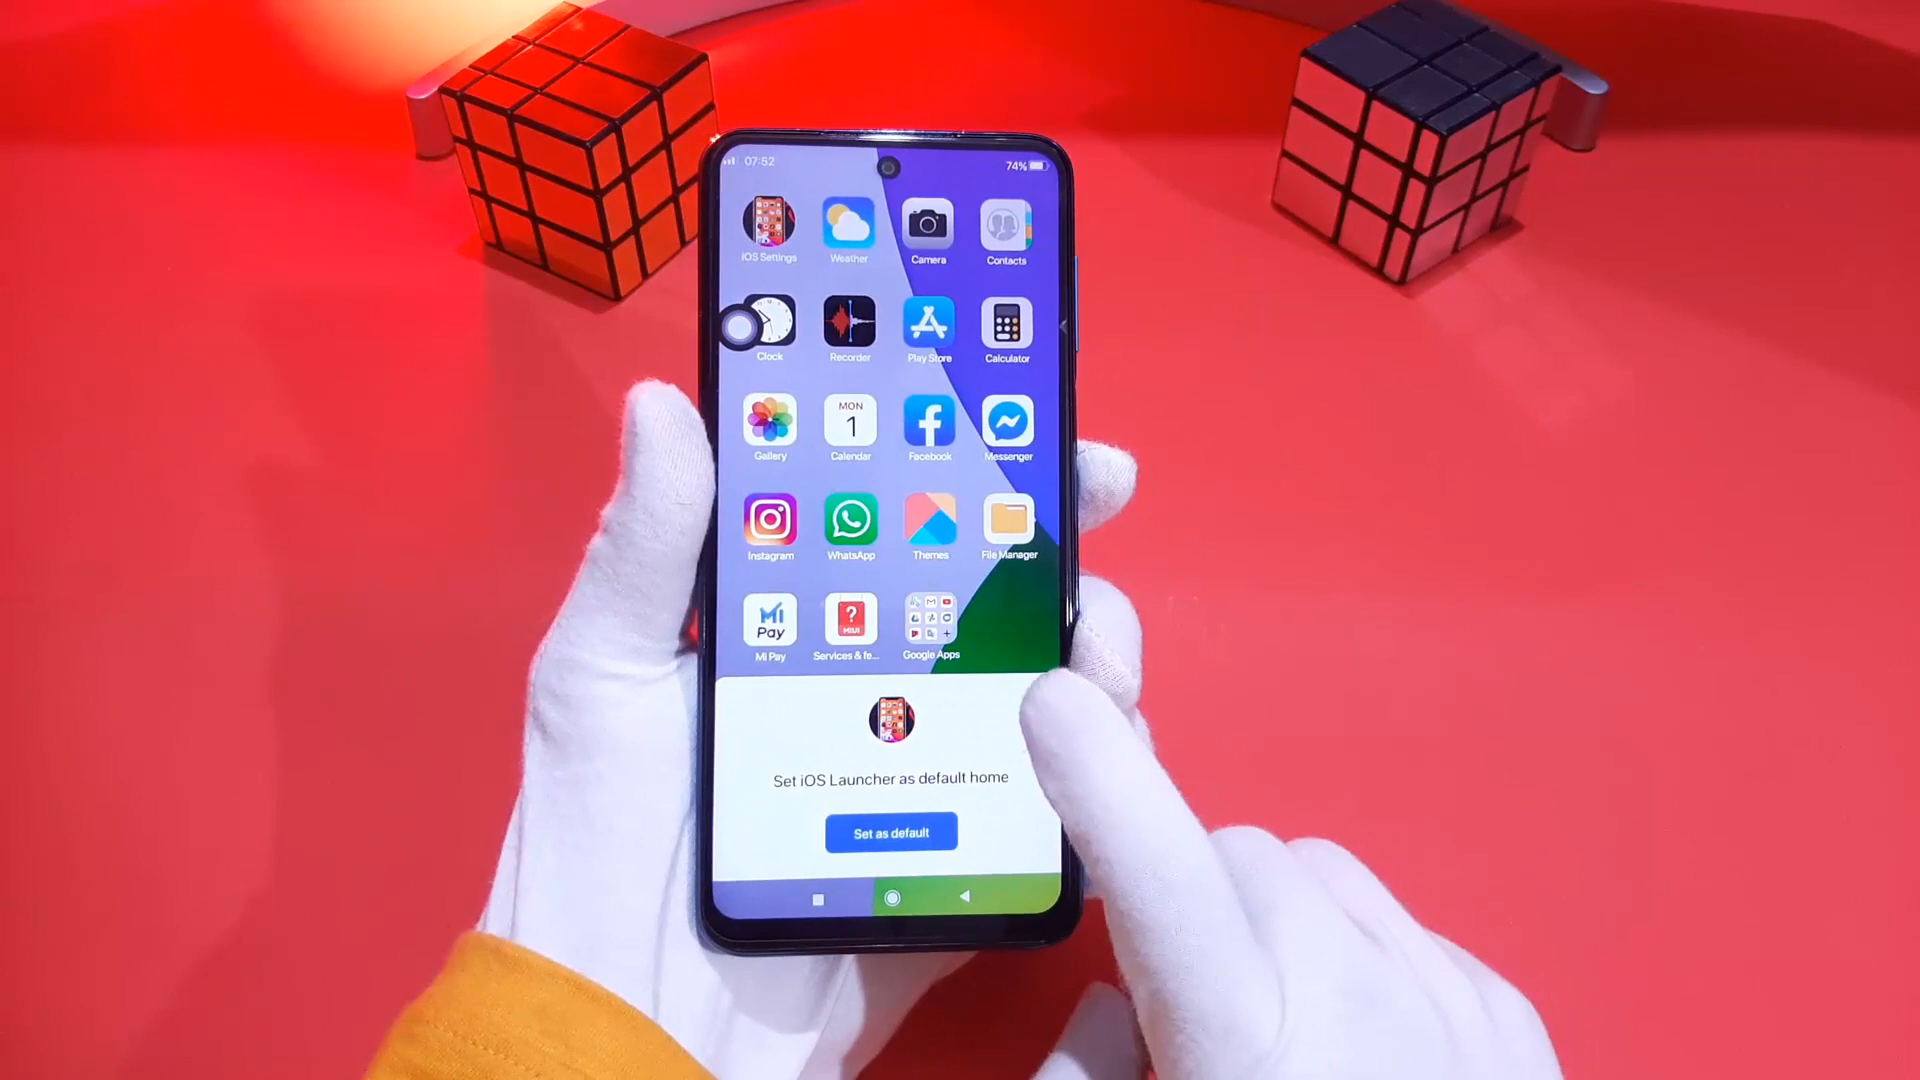 07:52
74%
iOS Settings
Weather
Camera
Contacts
Clock
Recorder
Play Store
Calculator
MON
1
Gallery
Calendar
Facebook
Messenger
Instagram
WhatsApp
Themes
File Manager
Mi
Pay
?
MIUI
Mi Pay
Services & fe...
Google Apps
Set iOS Launcher as default home
Set as default